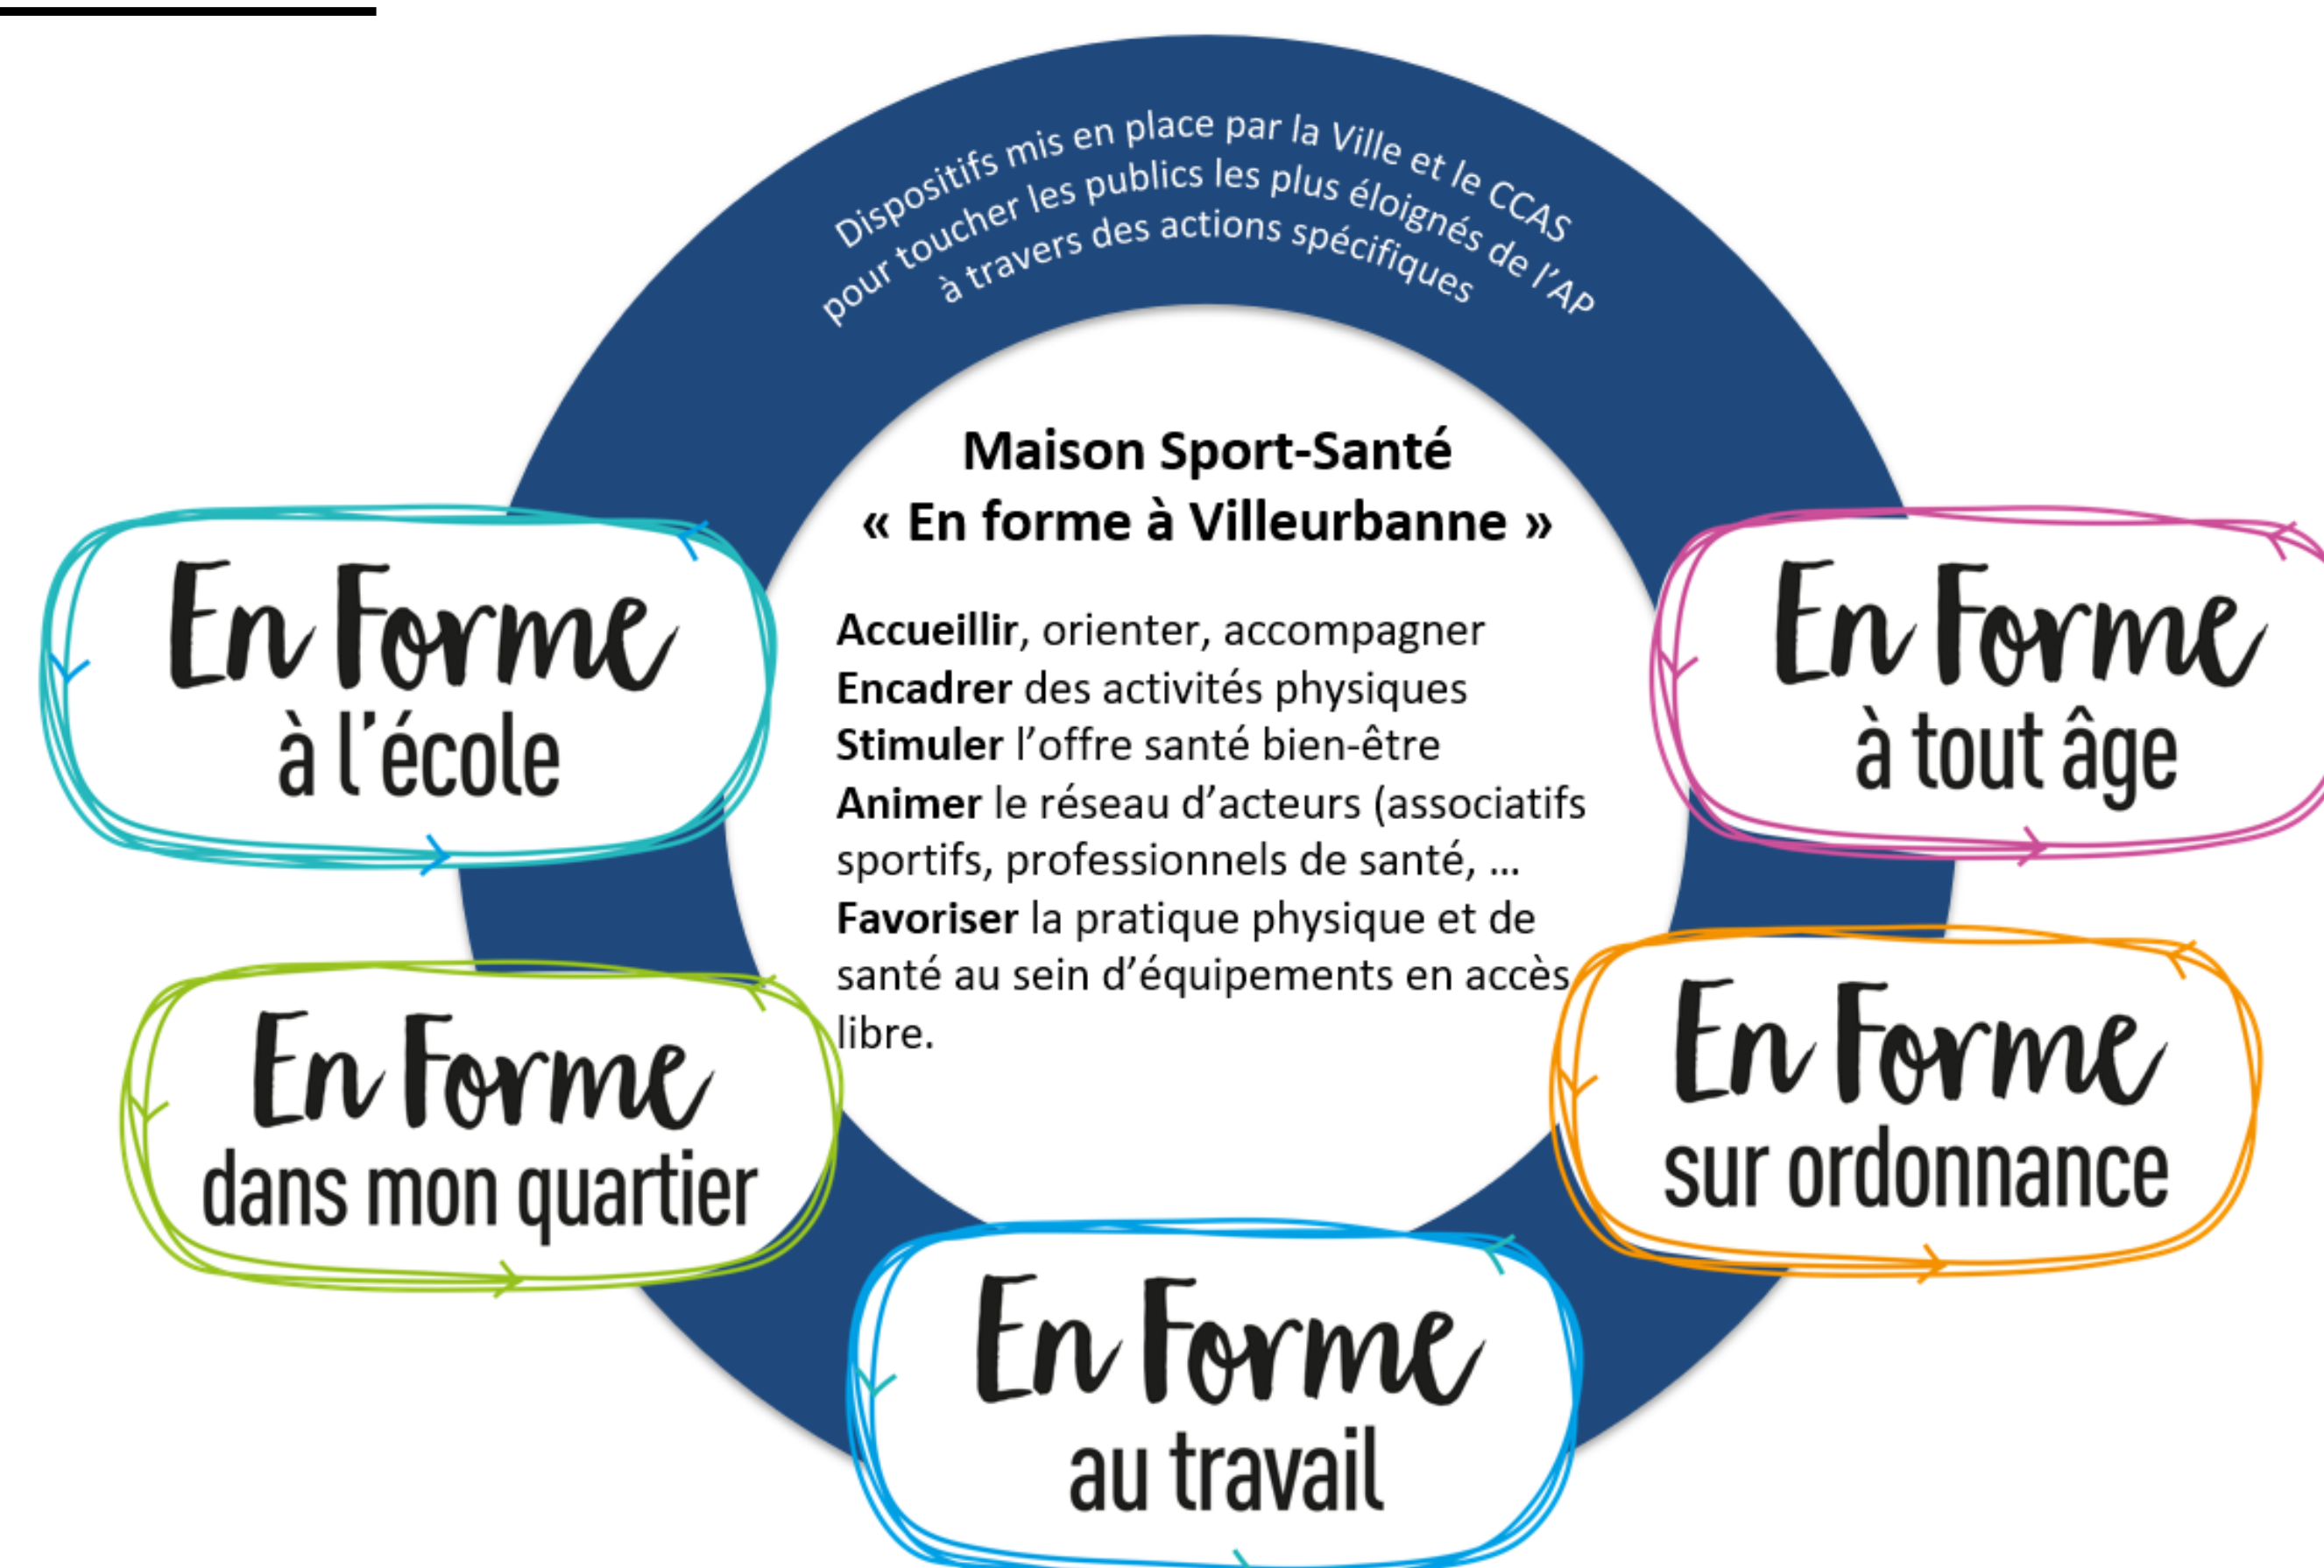 Dispositifs mis en place par la Ville et le CCAS
pour toucher les publics les plus éloignés de l’AP
à travers des actions spécifiques
Maison Sport-Santé
« En forme à Villeurbanne »
Accueillir, orienter, accompagner
Encadrer des activités physiques
Stimuler l’offre santé bien-être
Animer le réseau d’acteurs (associatifs
sportifs, professionnels de santé, ...
Favoriser la pratique physique et de
santé au sein d’équipements en accès
libre.
En Forme
à l’école
En Forme
à tout âge
En Forme
dans mon quartier
En Forme
sur ordonnance
En Forme
au travail